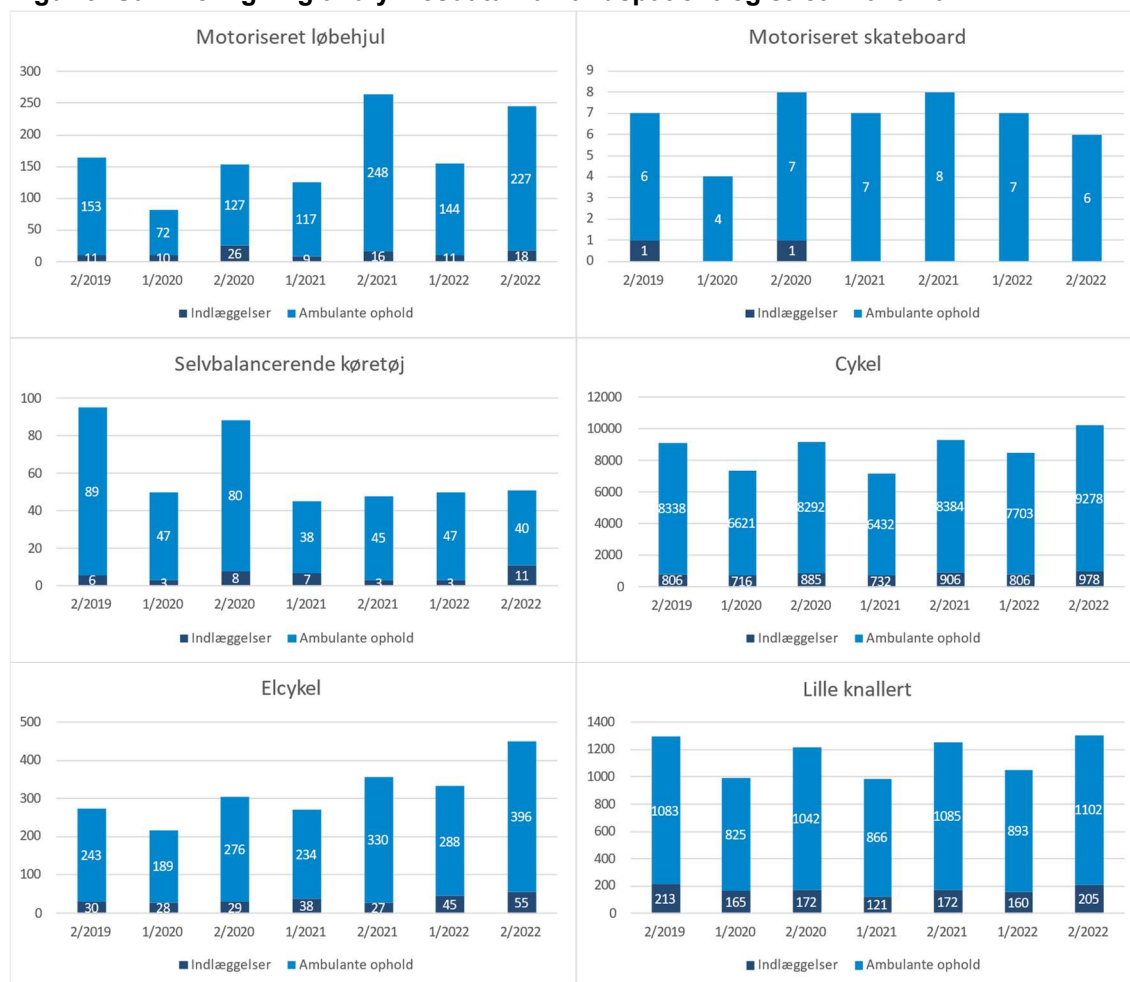 Motoriseret løbehjul
300
250
200
150
100
50
0
153 72 127 117 248 144 227
11 10 26 9 16 11 18
2/2019 1/2020 2/2020 1/2021 2/2021 1/2022 2/2022
Indlæggelser Ambulante ophold
Motoriseret skateboard
9
8
7
6
5
4
3
2
1
0
6 4 7 7 8 7 6
1 1
2/2019 1/2020 2/2020 1/2021 2/2021 1/2022 2/2022
Indlæggelser Ambulante ophold
Selvbalancerende køretøj
100
80
60
40
20
0
89 47 80 38 45 47 40
6 3 8 7 3 3 11
2/2019 1/2020 2/2020 1/2021 2/2021 1/2022 2/2022
Indlæggelser Ambulante ophold
Cykel
12000
10000
8000
6000
4000
2000
0
8338 6621 8292 6432 8384 7703 9278
806 716 885 732 906 806 978
2/2019 1/2020 2/2020 1/2021 2/2021 1/2022 2/2022
Indlæggelser Ambulante ophold
Elcykel
500
400
300
200
100
0
243 189 276 234 330 288 396
30 28 29 38 27 45 55
2/2019 1/2020 2/2020 1/2021 2/2021 1/2022 2/2022
Indlæggelser Ambulante ophold
Lille knallert
1400
1200
1000
800
600
400
200
0
1083 825 1042 866 1085 893 1102
213 165 172 121 172 160 205
2/2019 1/2020 2/2020 1/2021 2/2021 1/2022 2/2022
Indlæggelser Ambulante ophold